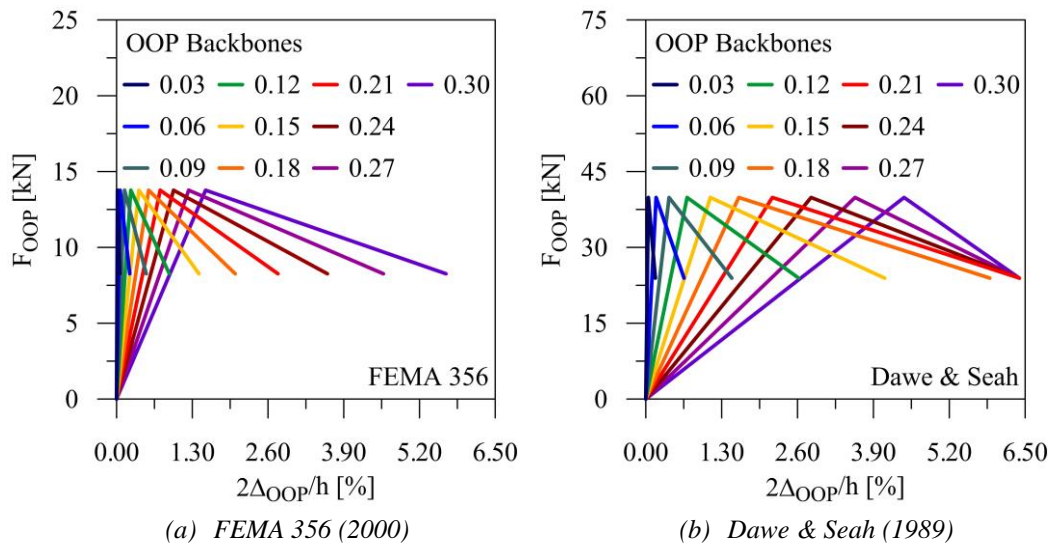 25
21
15
10
5
0
F_OOP [kN]
OOP Backbones
0.03 0.12 0.21 0.30
0.06 0.15 0.24
0.09 0.18 0.27
FEMA 356
0.00 1.30 2.60 3.90 5.20 6.50
2Δ_OOP/h [%]
(a) FEMA 356 (2000)
75
60
45
30
15
0
F_OOP [kN]
OOP Backbones
0.03 0.12 0.21 0.30
0.06 0.15 0.24
0.09 0.18 0.27
Dawe & Seah
0.00 1.30 2.60 3.90 5.20 6.50
2Δ_OOP/h [%]
(b) Dawe & Seah (1989)